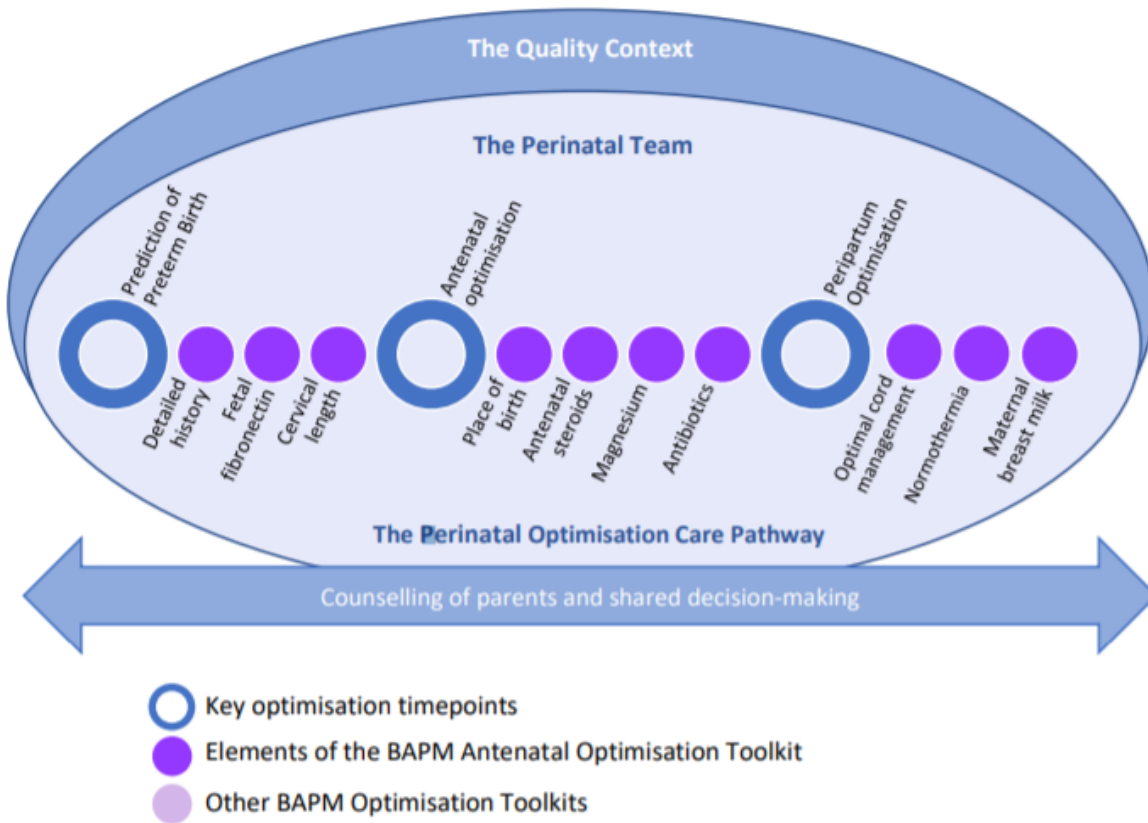 The Quality Context
The Perinatal Team
Prediction of
Preterm Birth
Antenatal
optimisation
Peripartum
Optimisation
Detailed
history
Fetal
fibronectin
Cervical
length
Place of
birth
Antenatal
steroids
Magnesium
Antibiotics
Optimal cord
management
Normothermia
Maternal
breast milk
The Perinatal Optimisation Care Pathway
Counselling of parents and shared decision-making
Key optimisation timepoints
Elements of the BAPM Antenatal Optimisation Toolkit
Other BAPM Optimisation Toolkits